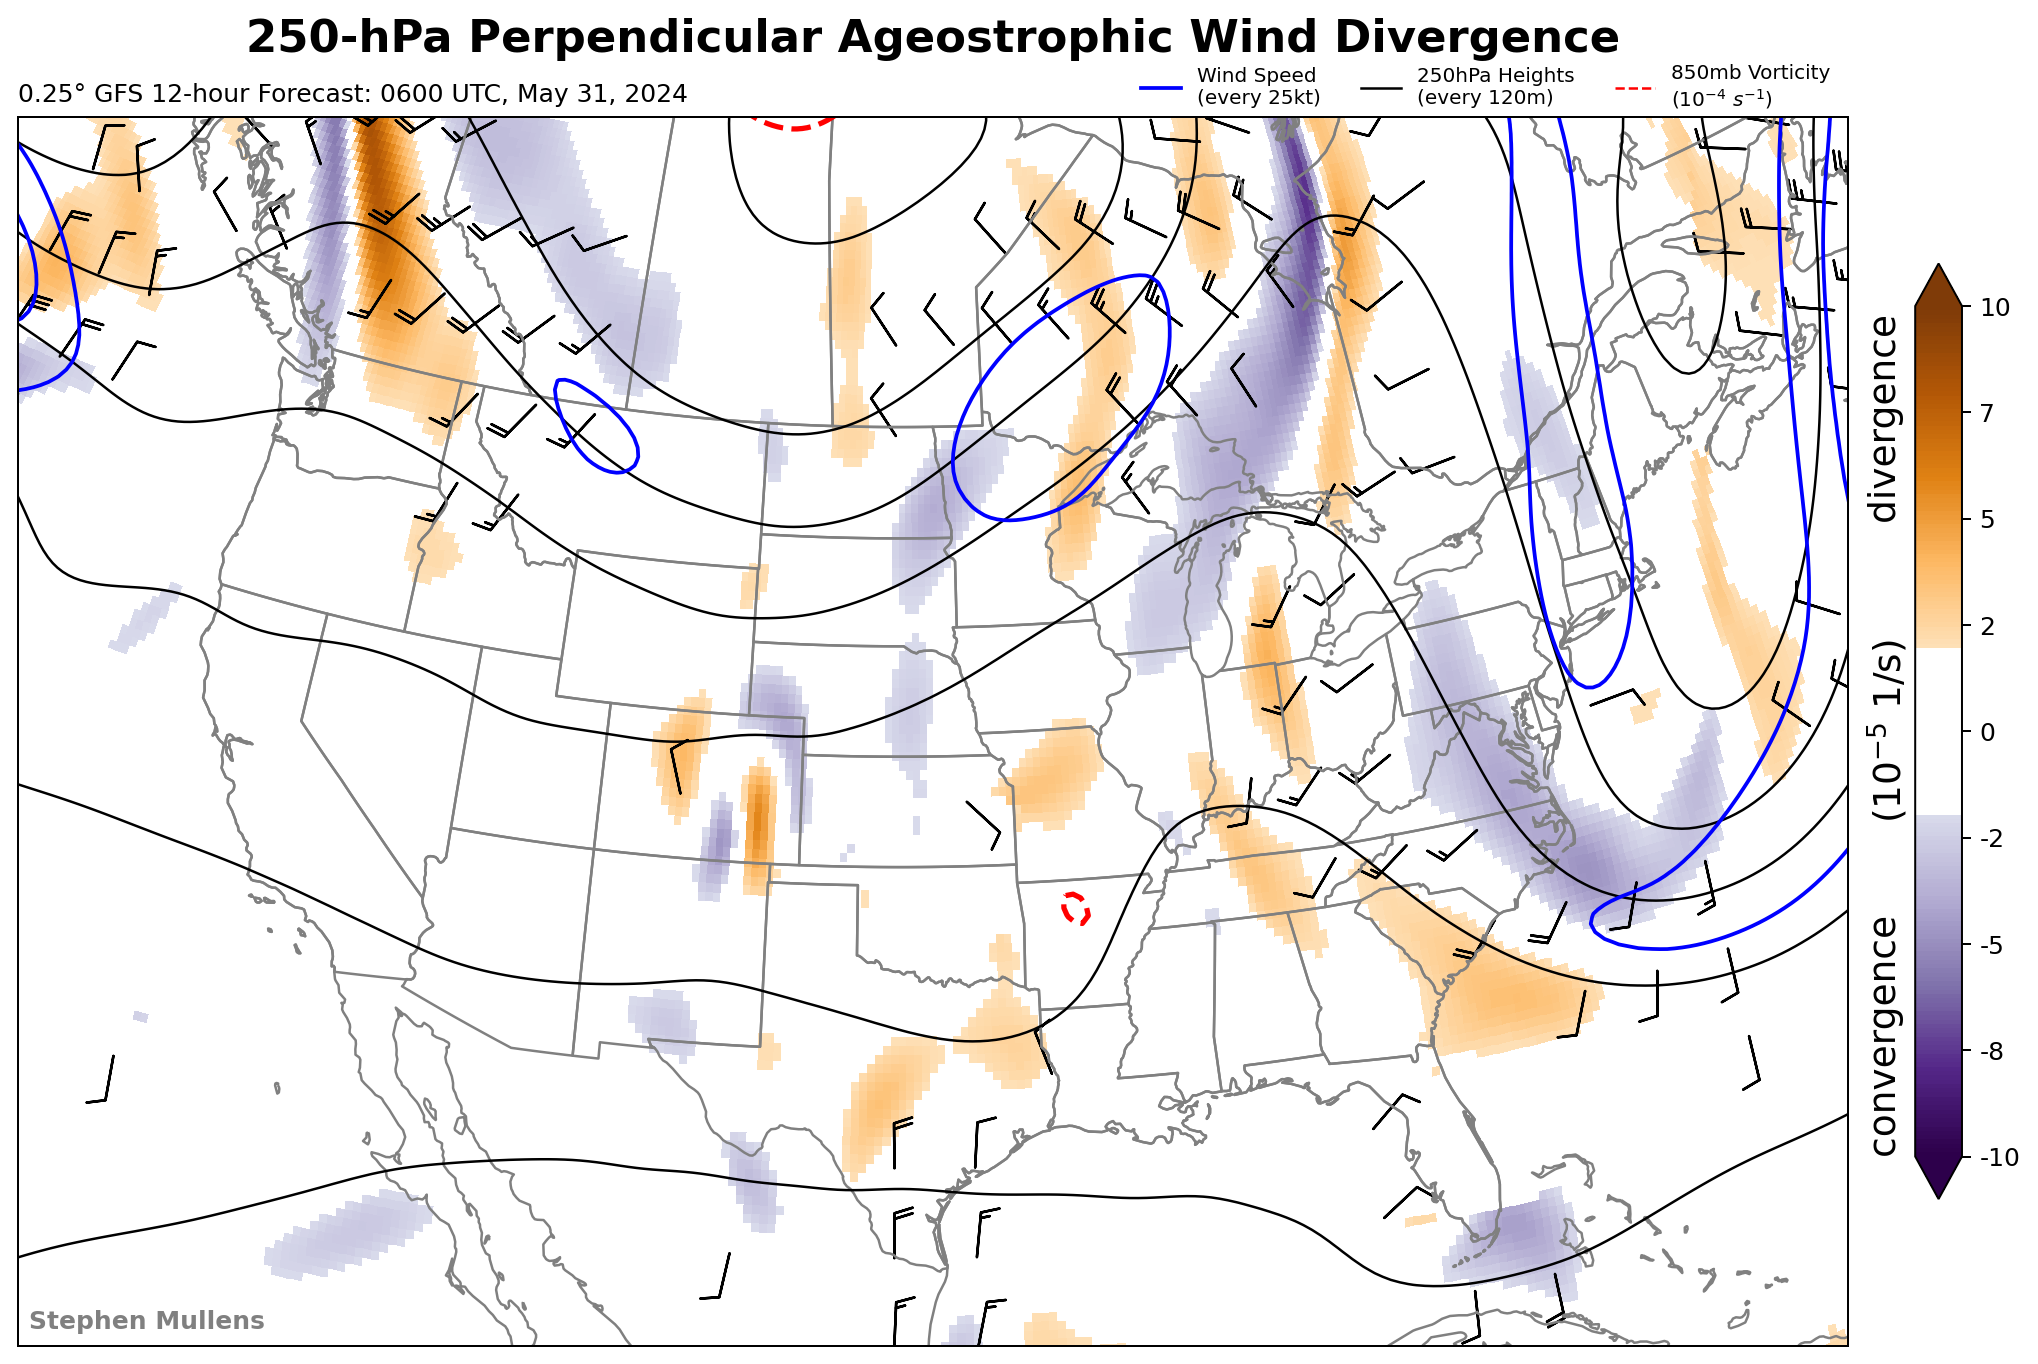 250-hPa Perpendicular Ageostrophic Wind Divergence
0.25° GFS 12-hour Forecast: 0600 UTC, May 31, 2024
Wind Speed
(every 25kt)
250hPa Heights
(every 120m)
850mb Vorticity
(10⁻⁴ s⁻¹)
10
7
5
2
0
-2
-5
-8
-10
convergence (10⁻⁵ 1/s) divergence
Stephen Mullens